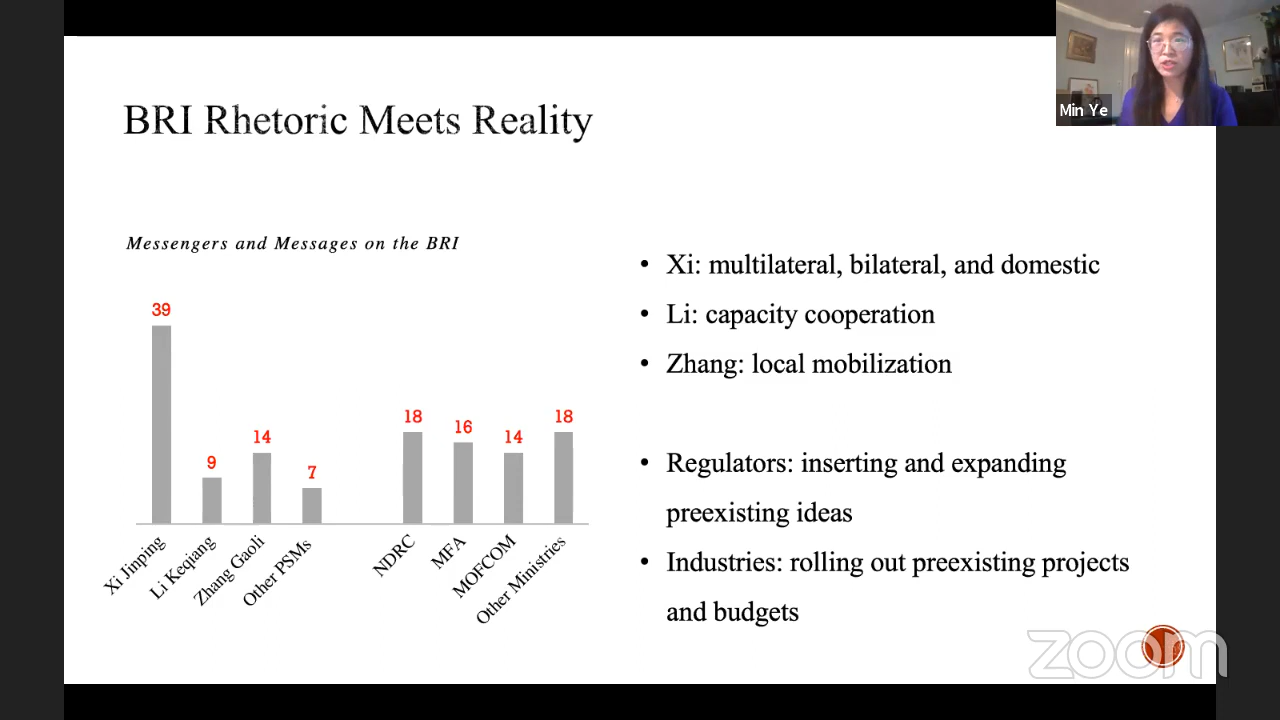 BRI Rhetoric Meets Reality
Min Ye
Messengers and Messages on the BRI
39
9
14
7
18
16
14
18
Xi Jinping
Li Keqiang
Zhang Gaoli
Other PSMs
NDRC
MFA
MOFCOM
Other Ministries
• Xi: multilateral, bilateral, and domestic
• Li: capacity cooperation
• Zhang: local mobilization
• Regulators: inserting and expanding
preexisting ideas
• Industries: rolling out preexisting projects
and budgets
zoom